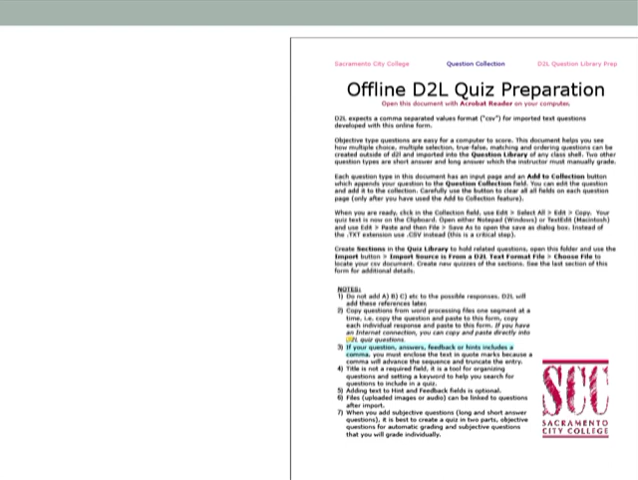 Sacramento City College Question Collection D2L Question Library Prep
Offline D2L Quiz Preparation
Open this document with Acrobat Reader on your computer.
D2L expects a comma separated values format ("csv") for imported text questions
developed with this online form.
Objective type questions are easy for a computer to score. This document helps you see
how multiple choice, multiple selection, true-false, matching and ordering questions can be
created outside of d2l and imported into the Question Library of any class shell. Two other
question types are short answer and long answer which the instructor must manually grade.
Each question type in this document has an input page and an Add to Collection button
which appends your question to the Question Collection field. You can edit the question
and add it to the collection. Carefully use the button to clear all all fields on each question
page (only after you have used the Add to Collection feature).
When you are ready, click in the Collection field, use Edit > Select All > Edit > Copy. Your
quiz text is now on the Clipboard. Open either Notepad (Windows) or TextEdit (Macintosh)
and use Edit > Paste and then File > Save As to open the save as dialog box. Instead of
the .TXT extension use .CSV instead (this is a critical step).
Create Sections in the Quiz Library to hold related questions, open this folder and use the
Import button > Import Source is From a D2L Text Format File > Choose File to
locate your csv document. Create new quizzes of the sections. See the last section of this
form for additional details.
NOTES:
1) Do not add A) B) C) etc to the possible responses. D2L will
add these references later.
2) Copy questions from word processing files one segment at a
time, i.e. copy the question and paste to this form, copy
each individual response and paste to this form. If you have
an Internet connection, you can copy and paste directly into
D2L quiz questions.
3) If your question, answers, feedback or hints includes a
comma, you must enclose the text in quote marks because a
comma will advance the sequence and truncate the entry.
4) Title is not a required field, it is a tool for organizing
questions and setting a keyword to help you search for
questions to include in a quiz.
5) Adding text to Hint and Feedback fields is optional.
6) Files (uploaded images or audio) can be linked to questions
after import.
7) When you add subjective questions (long and short answer
questions), it is best to create a quiz in two parts, objective
questions for automatic grading and subjective questions
that you will grade individually.
SCC
SACRAMENTO
CITY COLLEGE